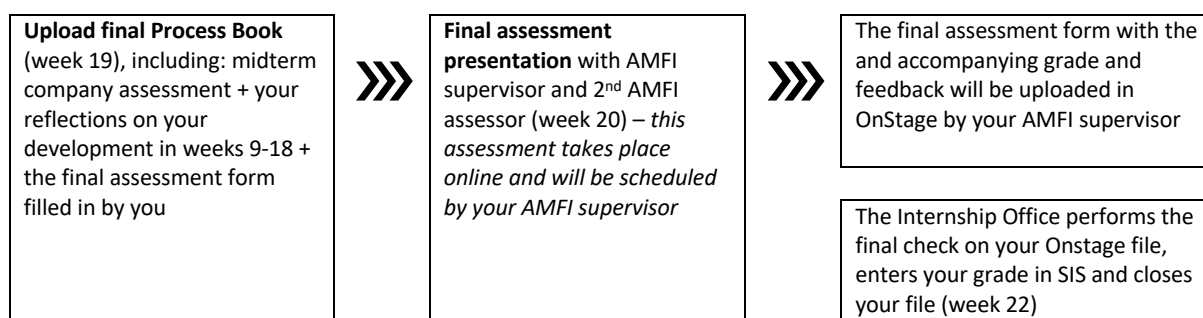 Upload final Process Book
(week 19), including: midterm
company assessment + your
reflections on your
development in weeks 9-18 +
the final assessment form
filled in by you
Final assessment
presentation with AMFI
supervisor and 2nd AMFI
assessor (week 20) – this
assessment takes place
online and will be scheduled
by your AMFI supervisor
The final assessment form with the
and accompanying grade and
feedback will be uploaded in
OnStage by your AMFI supervisor
The Internship Office performs the
final check on your Onstage file,
enters your grade in SIS and closes
your file (week 22)